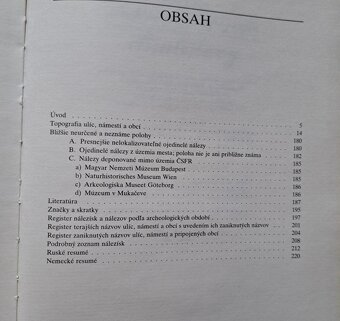 OBSAH
Úvod 5
Topografia ulíc, námestí a obcí 14
Bližšie neurčené a neznáme polohy 180
A. Presnejšie nelokalizovateľné ojedinelé nálezy 180
B. Ojedinelé nálezy z územia mesta; poloha nie je ani približne známa 182
C. Nálezy deponované mimo územia ČSFR 185
a) Magyar Nemzeti Múzeum Budapest 185
b) Naturhistorisches Museum Wien 185
c) Arkeologiska Museet Göteborg 186
d) Múzeum v Mukačeve 186
Literatúra 187
Značky a skratky 195
Register nálezísk a nálezov podľa archeologických období 197
Register terajších názvov ulíc, námestí a obcí s uvedením ich zaniknutých názvov 201
Register zaniknutých názvov ulíc, námestí a pripojených obcí 204
Podrobný zoznam nálezísk 208
Ruské resumé 212
Nemecké resumé 220